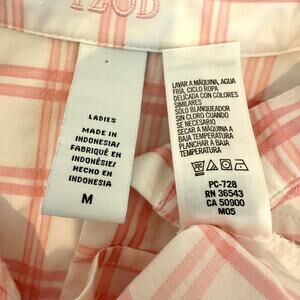 IZOD
LADIES
MADE IN
INDONESIA/
FABRIQUÉ EN
INDONÉSIE/
HECHO EN
INDONESIA
M
LAVAR A MÁQUINA, AGUA
FRÍA, CICLO ROPA
DELICADA CON COLORES
SIMILARES
SÓLO BLANQUEADOR
SIN CLORO CUANDO
SE NECESARIO
SECAR A MÁQUINA A
BAJA TEMPERATURA
PLANCHAR A BAJA
TEMPERATURA
PC-728
RN 36543
CA 50900
M05